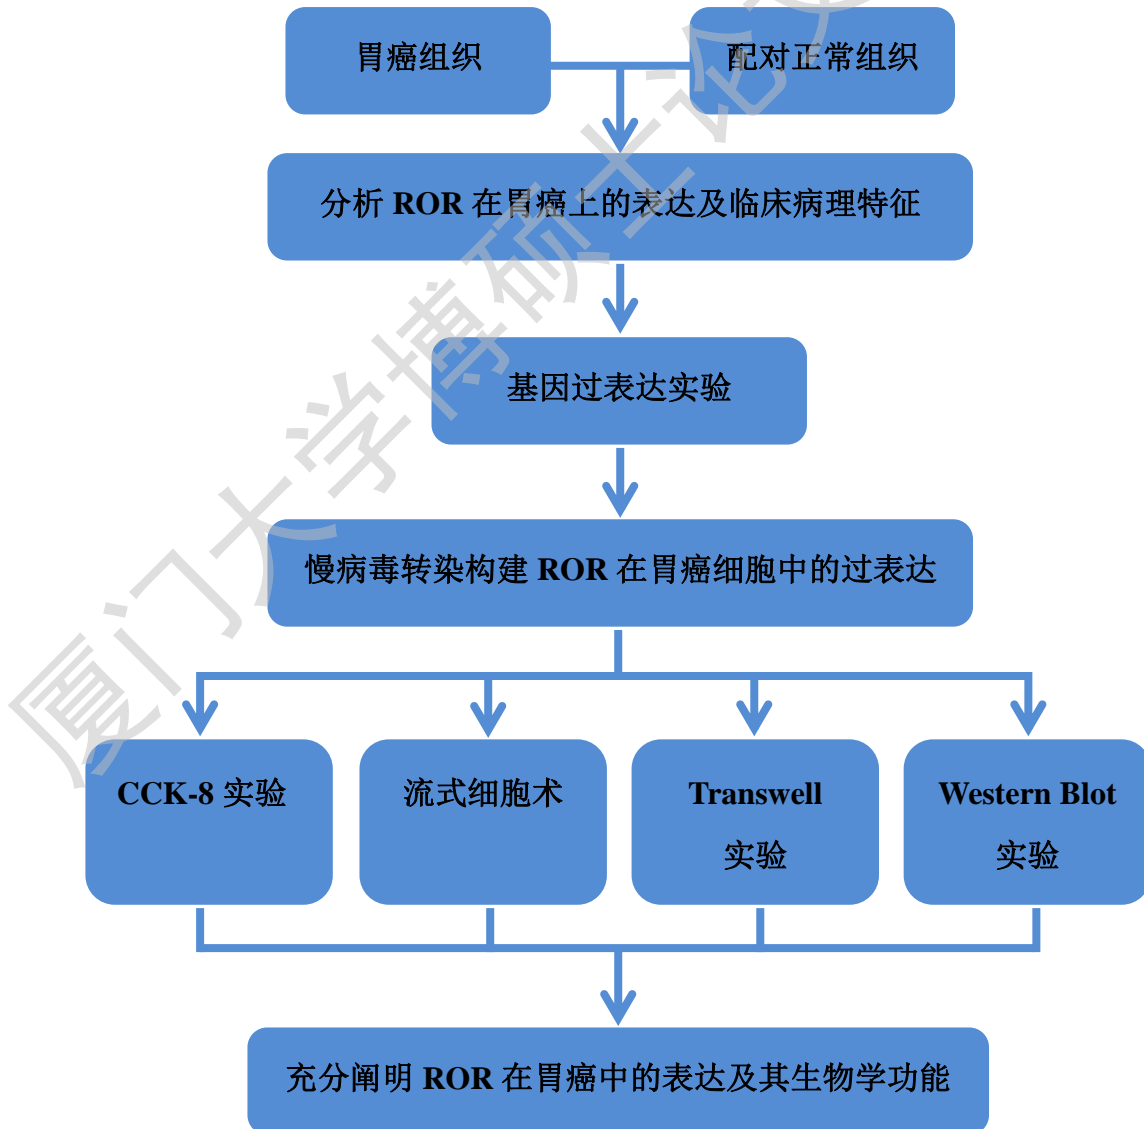 胃癌组织
配对正常组织
分析 ROR 在胃癌上的表达及临床病理特征
基因过表达实验
慢病毒转染构建 ROR 在胃癌细胞中的过表达
CCK-8 实验
流式细胞术
Transwell
实验
Western Blot
实验
充分阐明 ROR 在胃癌中的表达及其生物学功能
厦门大学博硕士论文